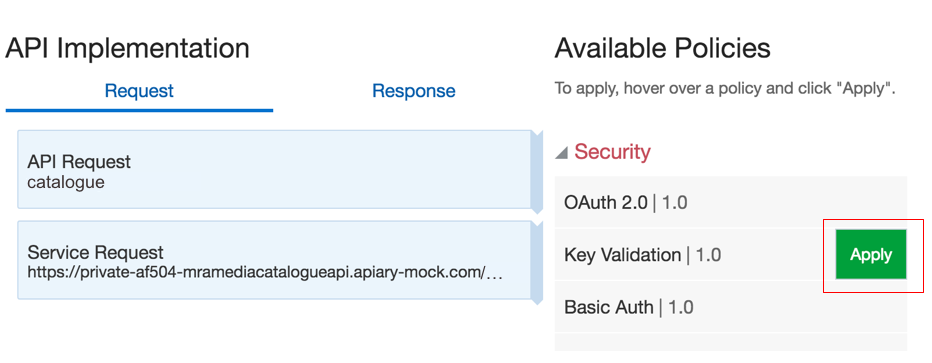 API Implementation
Request
Response
API Request
catalogue
Service Request
https://private-af504-mramediacatalogueapi.apiary-mock.com/...
Available Policies
To apply, hover over a policy and click "Apply".
Security
OAuth 2.0 | 1.0
Key Validation | 1.0
Apply
Basic Auth | 1.0